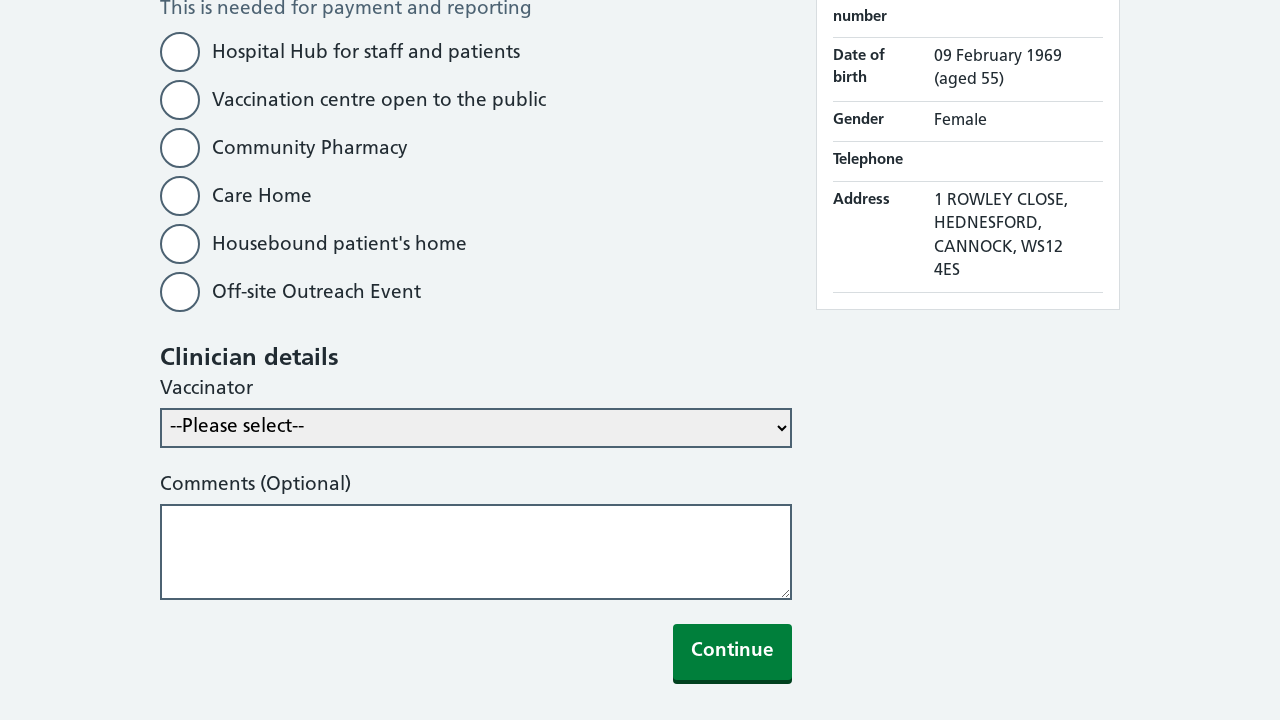 This is needed for payment and reporting
Hospital Hub for staff and patients
Vaccination centre open to the public
Community Pharmacy
Care Home
Housebound patient's home
Off-site Outreach Event
Clinician details
Vaccinator
--Please select--
Comments (Optional)
Continue
number
Date of birth
09 February 1969
(aged 55)
Gender
Female
Telephone
Address
1 ROWLEY CLOSE,
HEDNESFORD,
CANNOCK, WS12
4ES